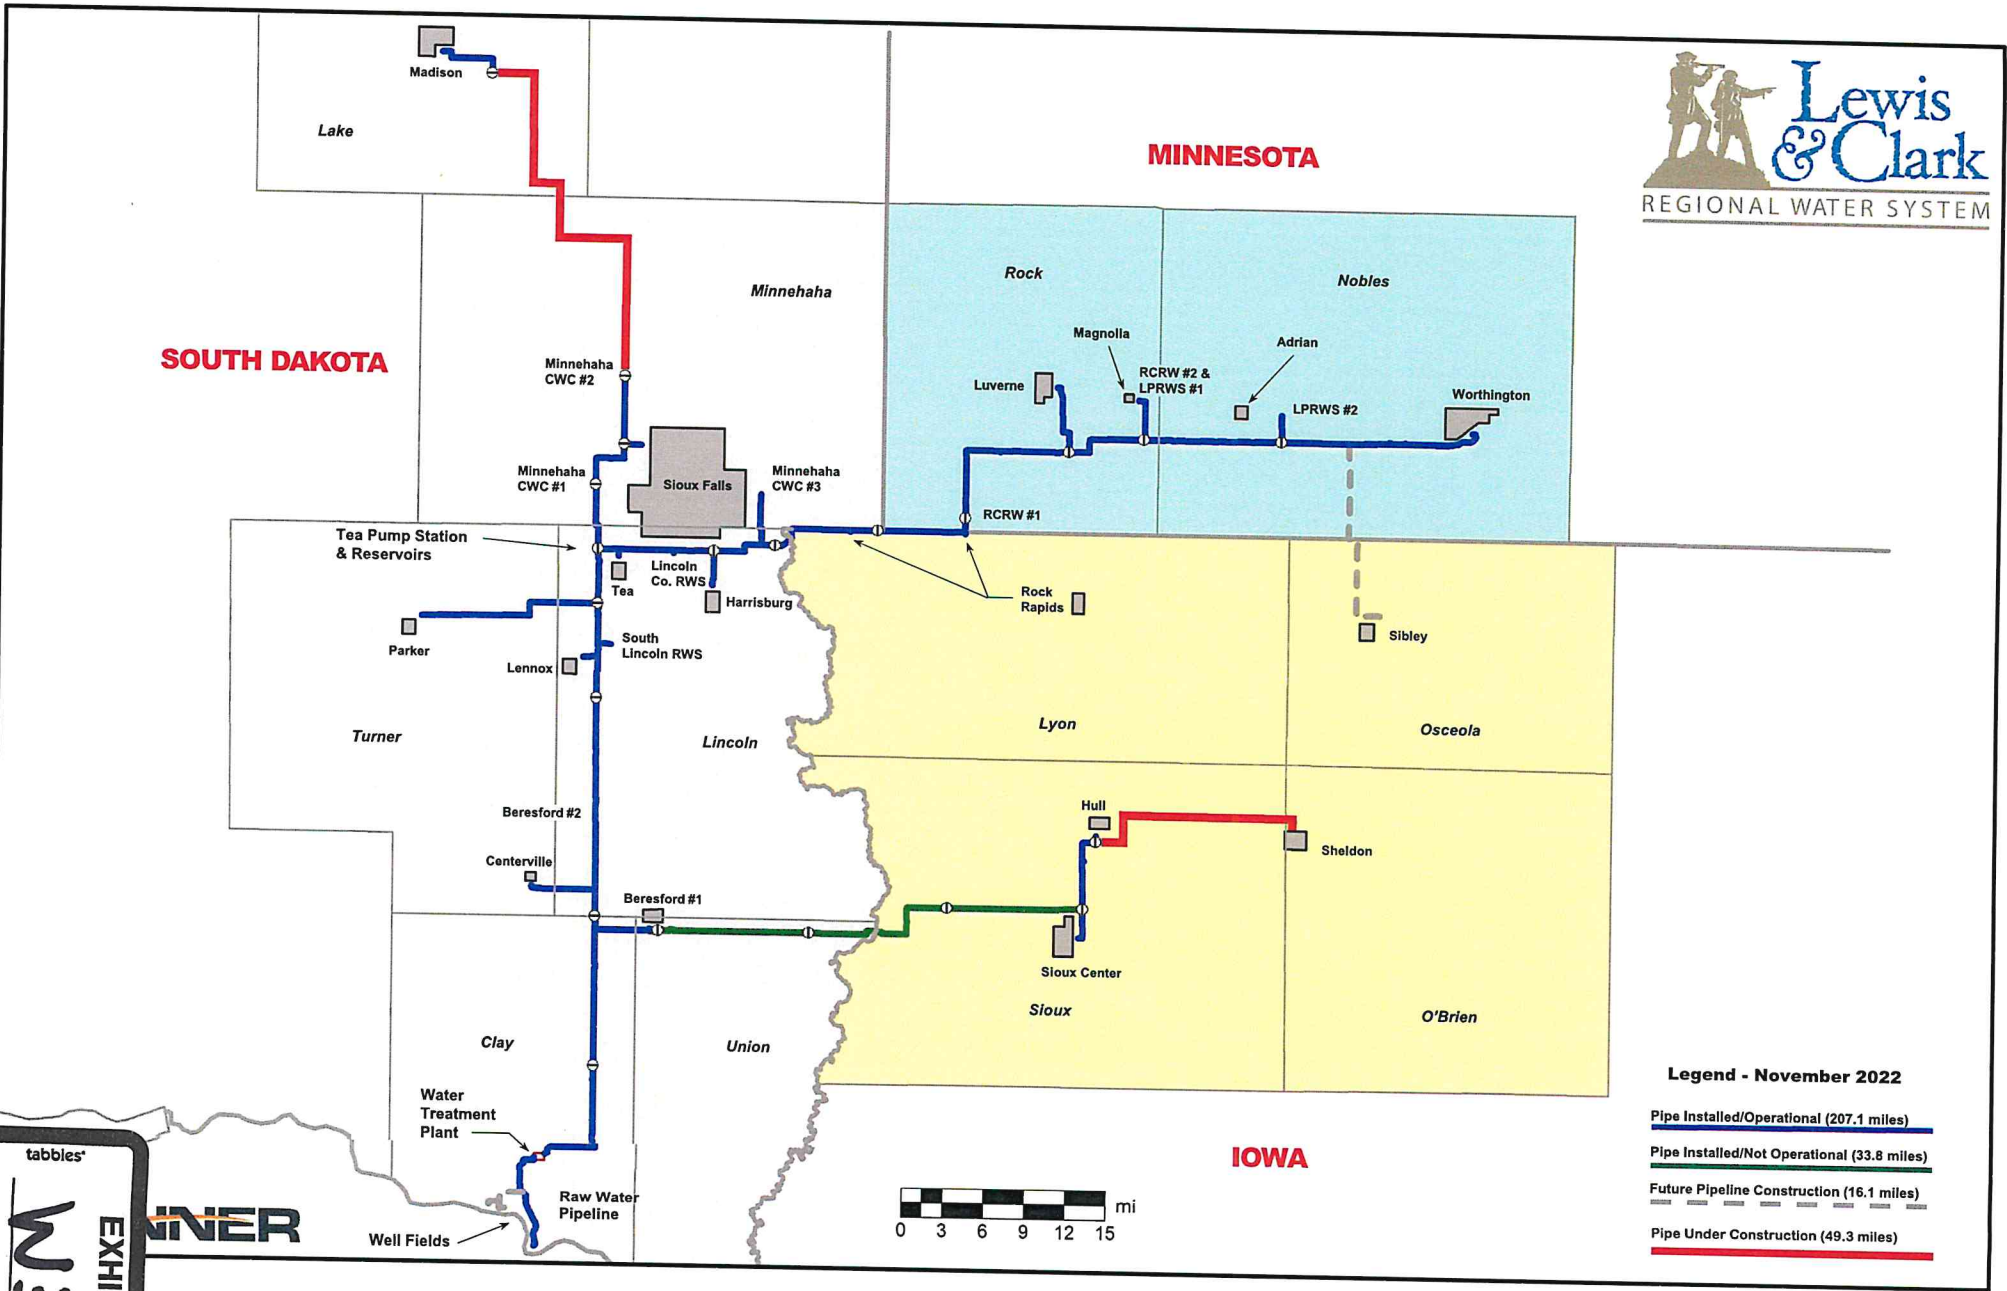 Madison
Lake
MINNESOTA
Lewis
& Clark
REGIONAL WATER SYSTEM
Minnehaha
Rock
Nobles
SOUTH DAKOTA
Minnehaha
CWC #2
Magnolia
Adrian
Luverne
RCRW #2 &
LPRWS #1
LPRWS #2
Worthington
Minnehaha
CWC #1
Sioux Falls
Minnehaha
CWC #3
RCRW #1
Tea Pump Station
& Reservoirs
Tea
Lincoln
Co. RWS
Harrisburg
Rock
Rapids
Sibley
Parker
South
Lincoln RWS
Lennox
Turner
Lincoln
Lyon
Osceola
Beresford #2
Hull
Sheldon
Centerville
Beresford #1
Sioux Center
Sioux
O'Brien
Clay
Union
Water
Treatment
Plant
Raw Water
Pipeline
Well Fields
IOWA
mi
0 3 6 9 12 15
Legend - November 2022
Pipe Installed/Operational (207.1 miles)
Pipe Installed/Not Operational (33.8 miles)
Future Pipeline Construction (16.1 miles)
Pipe Under Construction (49.3 miles)
tabbles
EXHI
NNER